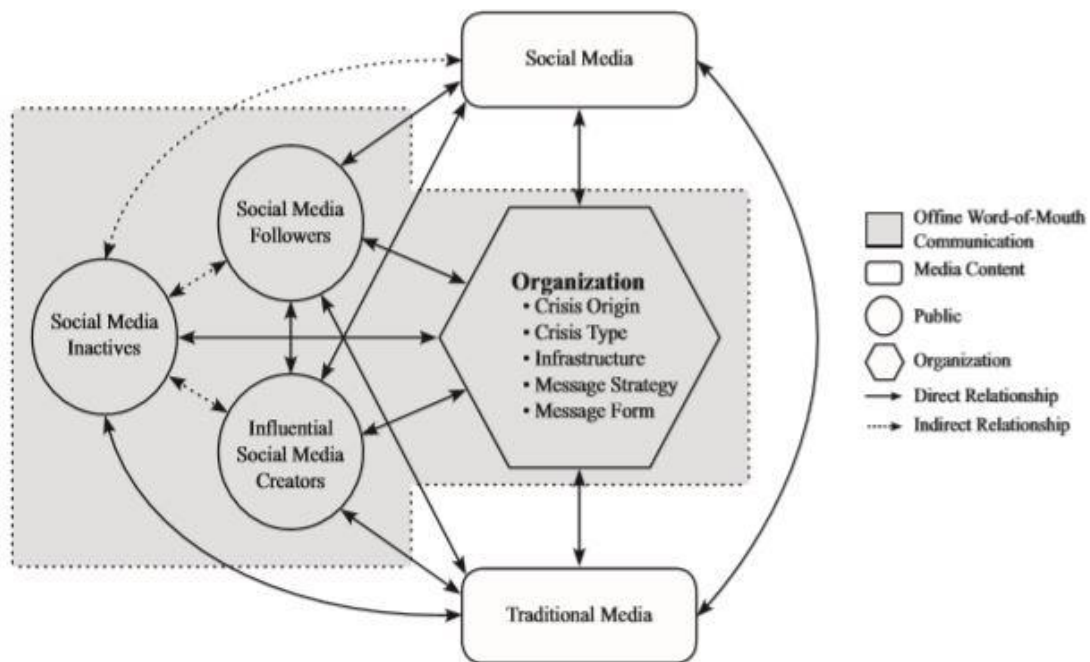 Social Media
Social Media
Followers
Social Media
Inactives
Influential
Social Media
Creators
Organization
• Crisis Origin
• Crisis Type
• Infrastructure
• Message Strategy
• Message Form
Traditional Media
Offine Word-of-Mouth
Communication
Media Content
Public
Organization
Direct Relationship
Indirect Relationship